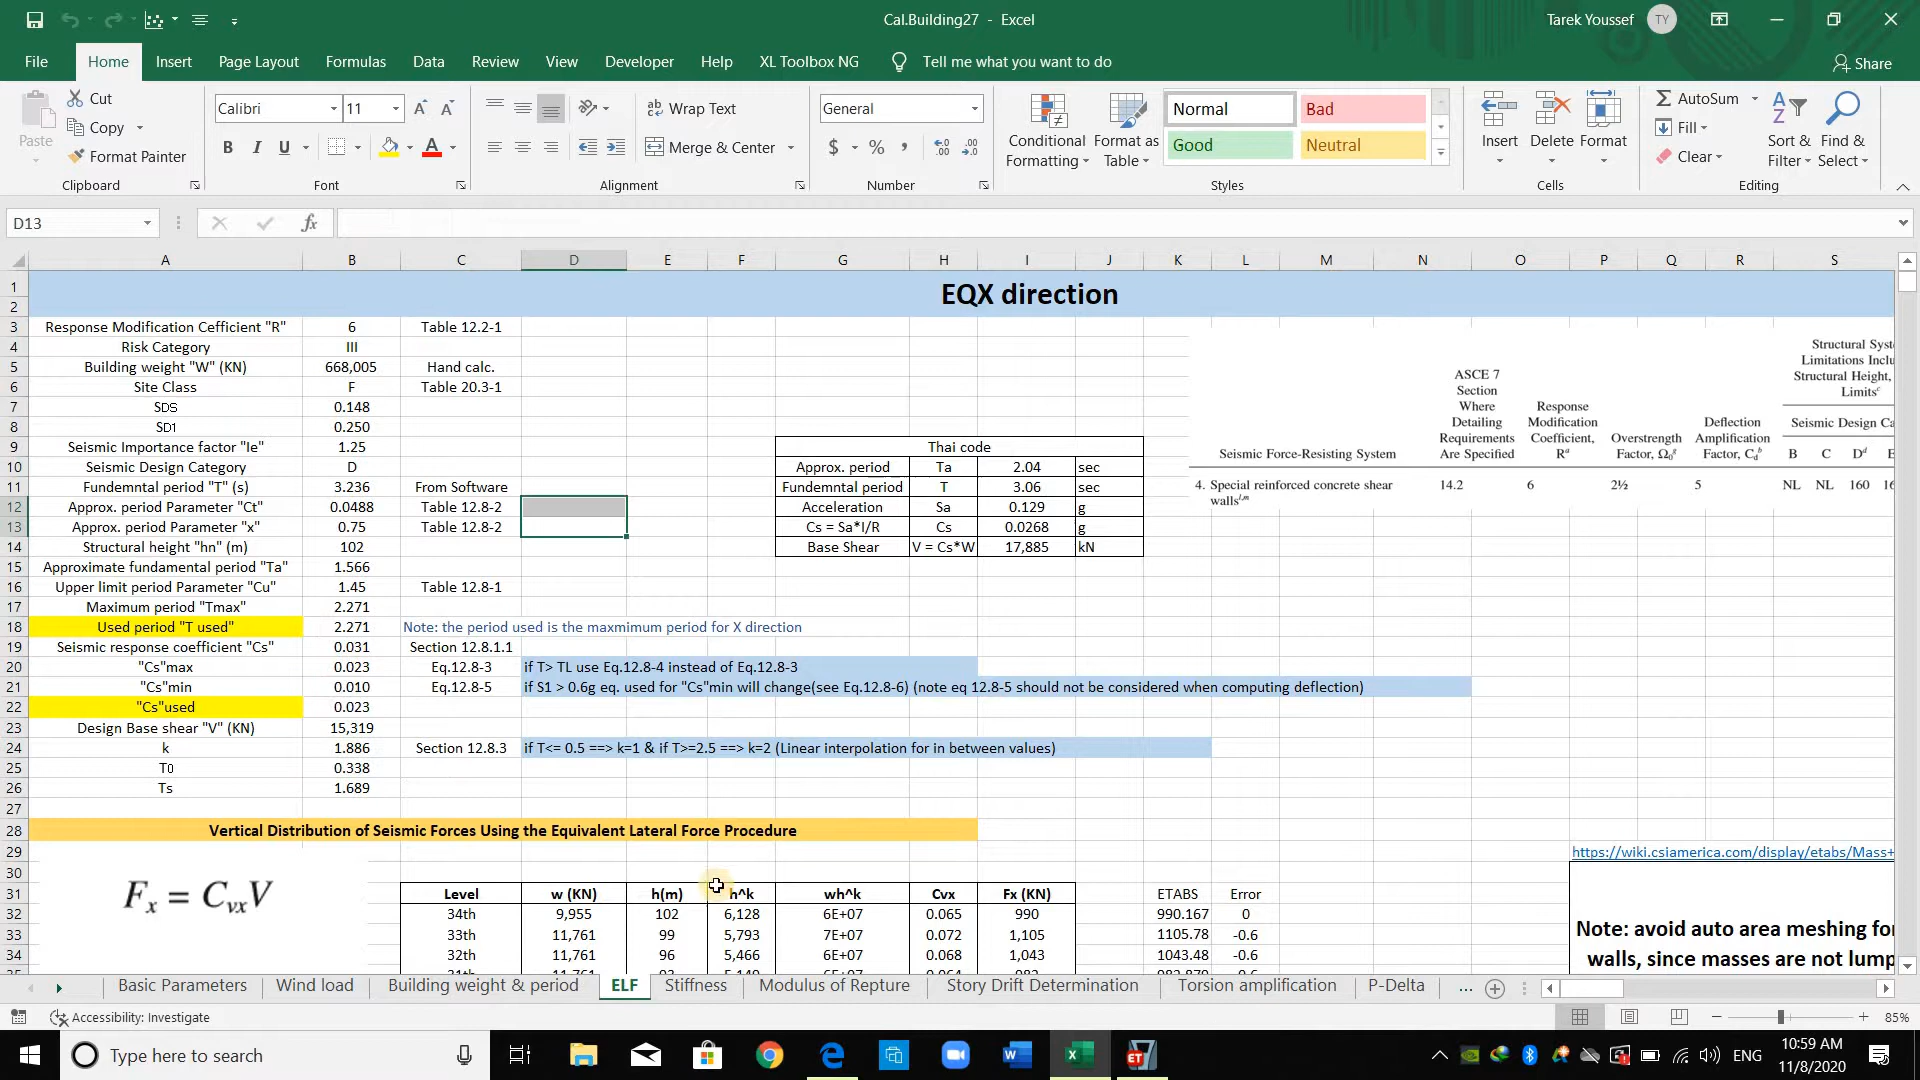 Cal.Building27 - Excel
Tarek Youssef
TY
File Home Insert Page Layout Formulas Data Review View Developer Help XL Toolbox NG Tell me what you want to do
Share
Paste
Cut
Copy
Format Painter
Clipboard
Calibri 11
B I U
Font
Wrap Text
Merge & Center
Alignment
General
$ % ,
Number
Conditional Formatting
Format as Table
Normal Bad
Good Neutral
Styles
Insert Delete Format
Cells
AutoSum
Fill
Clear
Sort & Filter
Find & Select
Editing
D13
fx
A B C D E F G H I J K L M N O P Q R S
1 EQX direction
2
3 Response Modification Cefficient "R" 6 Table 12.2-1
4 Risk Category III
5 Building weight "W" (KN) 668,005 Hand calc.
6 Site Class F Table 20.3-1
7 SDS 0.148
8 SD1 0.250
9 Seismic Importance factor "Ie" 1.25
10 Seismic Design Category D
11 Fundemntal period "T" (s) 3.236 From Software
12 Approx. period Parameter "Ct" 0.0488 Table 12.8-2
13 Approx. period Parameter "x" 0.75 Table 12.8-2
14 Structural height "hn" (m) 102
15 Approximate fundamental period "Ta" 1.566
16 Upper limit period Parameter "Cu" 1.45 Table 12.8-1
17 Maximum period "Tmax" 2.271
18 Used period "T used" 2.271 Note: the period used is the maxmimum period for X direction
19 Seismic response coefficient "Cs" 0.031 Section 12.8.1.1
20 "Cs"max 0.023 Eq.12.8-3 if T> TL use Eq.12.8-4 instead of Eq.12.8-3
21 "Cs"min 0.010 Eq.12.8-5 if S1 > 0.6g eq. used for "Cs"min will change(see Eq.12.8-6) (note eq 12.8-5 should not be considered when computing deflection)
22 "Cs"used 0.023
23 Design Base shear "V" (KN) 15,319
24 k 1.886 Section 12.8.3 if T<= 0.5 ==> k=1 & if T>=2.5 ==> k=2 (Linear interpolation for in between values)
25 T0 0.338
26 Ts 1.689
27
Thai code
Approx. period Ta 2.04 sec
Fundemntal period T 3.06 sec
Acceleration Sa 0.129 g
Cs = Sa*I/R Cs 0.0268 g
Base Shear V = Cs*W 17,885 kN
Seismic Force-Resisting System
ASCE 7
Section
Where
Detailing
Requirements
Are Specified
Response
Modification
Coefficient,
Rᵃ
Overstrength
Factor, Ω₀ᵍ
Deflection
Amplification
Factor, C_dᵇ
Structural Syst
Limitations Inclu
Structural Height,
Limitsᶜ
Seismic Design Ca
B C Dᵈ E
4. Special reinforced concrete shear wallsˡ,ᵐ 14.2 6 2½ 5 NL NL 160 16
28 Vertical Distribution of Seismic Forces Using the Equivalent Lateral Force Procedure
29 https://wiki.csiamerica.com/display/etabs/Mass+
30
Fx = CvxV
31 Level w (KN) h(m) h^k wh^k Cvx Fx (KN) ETABS Error
32 34th 9,955 102 6,128 6E+07 0.065 990 990.167 0
33 33th 11,761 99 5,793 7E+07 0.072 1,105 1105.78 -0.6
34 32th 11,761 96 5,466 6E+07 0.068 1,043 1043.48 -0.6
Note: avoid auto area meshing for
walls, since masses are not lump
Basic Parameters Wind load Building weight & period ELF Stiffness Modulus of Repture Story Drift Determination Torsion amplification P-Delta ...
Accessibility: Investigate
85%
Type here to search
ENG
10:59 AM
11/8/2020